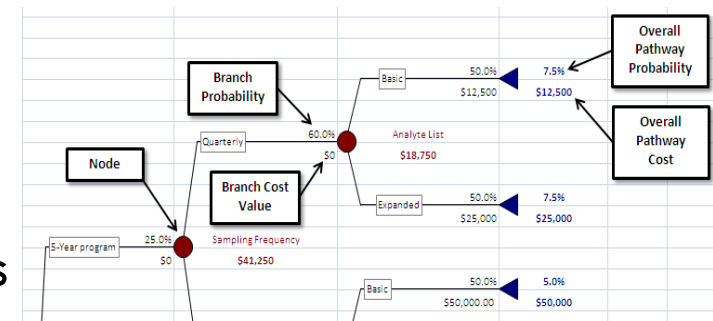 Overall
Pathway
Probability
Branch
Probability
Basic
50.0%
7.5%
$12,500
$12,500
Overall
Pathway
Cost
Quarterly
60.0%
Analyte List
$0
$18,750
Node
Branch Cost
Value
Expanded
50.0%
7.5%
$25,000
$25,000
5-Year program
25.0%
Sampling Frequency
$0
$41,250
s
Basic
50.0%
5.0%
$50,000.00
$50,000